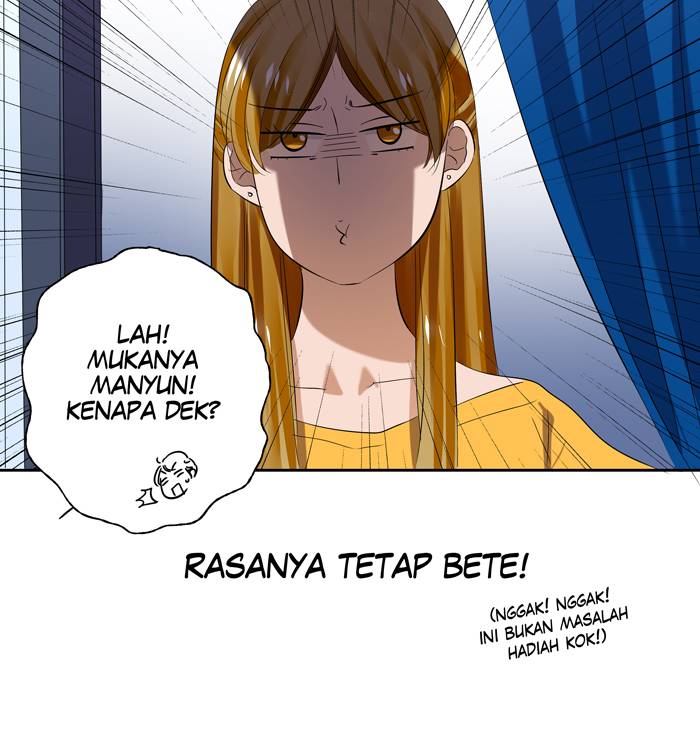 LAH!
MUKANYA
MANYUN!
KENAPA DEK?
RASANYA TETAP BETE!
(NGGAK! NGGAK!
INI BUKAN MASALAH
HADIAH KOK!)